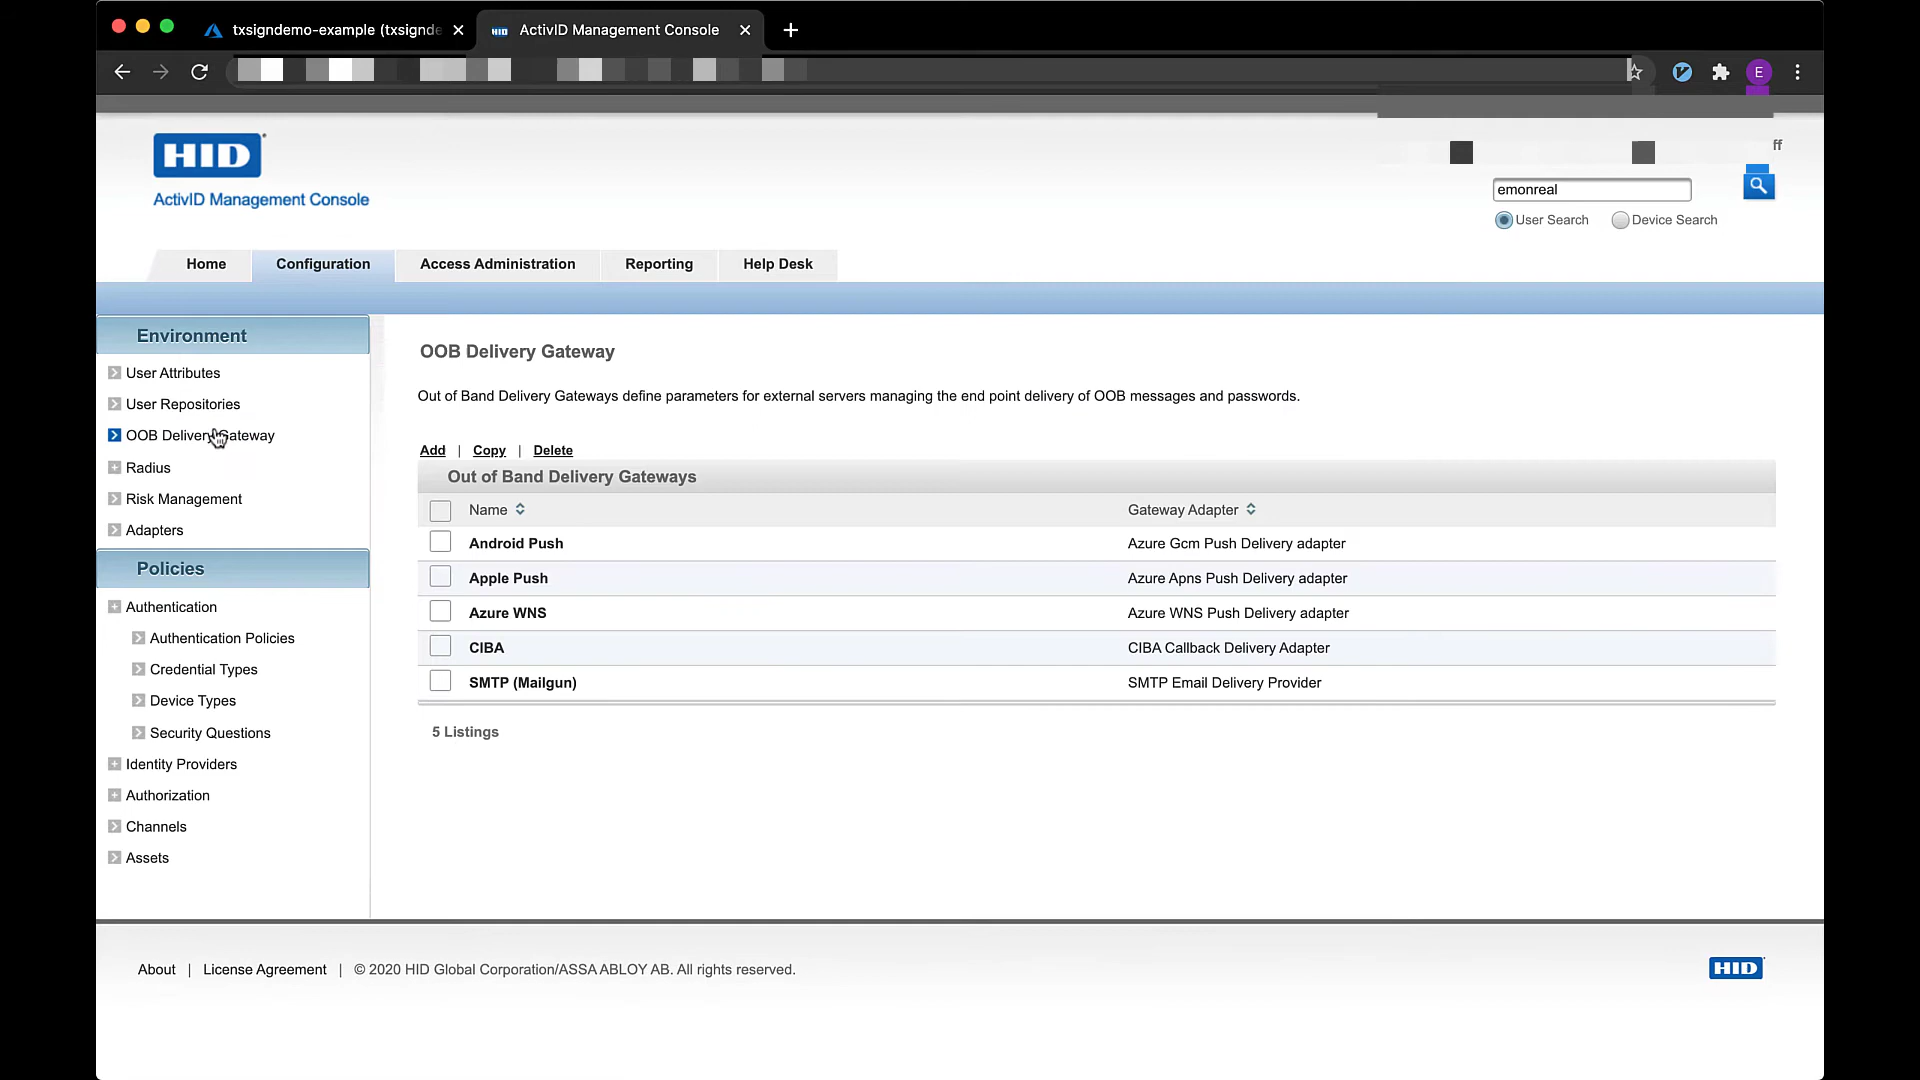 txsigndemo-example (txsignde
HID ActivID Management Console
E
HID
ActivID Management Console
ff
emonreal
User Search Device Search
Home Configuration Access Administration Reporting Help Desk
Environment
User Attributes
User Repositories
OOB Delivery Gateway
Radius
Risk Management
Adapters
Policies
Authentication
Authentication Policies
Credential Types
Device Types
Security Questions
Identity Providers
Authorization
Channels
Assets
OOB Delivery Gateway
Out of Band Delivery Gateways define parameters for external servers managing the end point delivery of OOB messages and passwords.
Add | Copy | Delete
Out of Band Delivery Gateways
Name Gateway Adapter
Android Push Azure Gcm Push Delivery adapter
Apple Push Azure Apns Push Delivery adapter
Azure WNS Azure WNS Push Delivery adapter
CIBA CIBA Callback Delivery Adapter
SMTP (Mailgun) SMTP Email Delivery Provider
5 Listings
About | License Agreement | © 2020 HID Global Corporation/ASSA ABLOY AB. All rights reserved.
HID